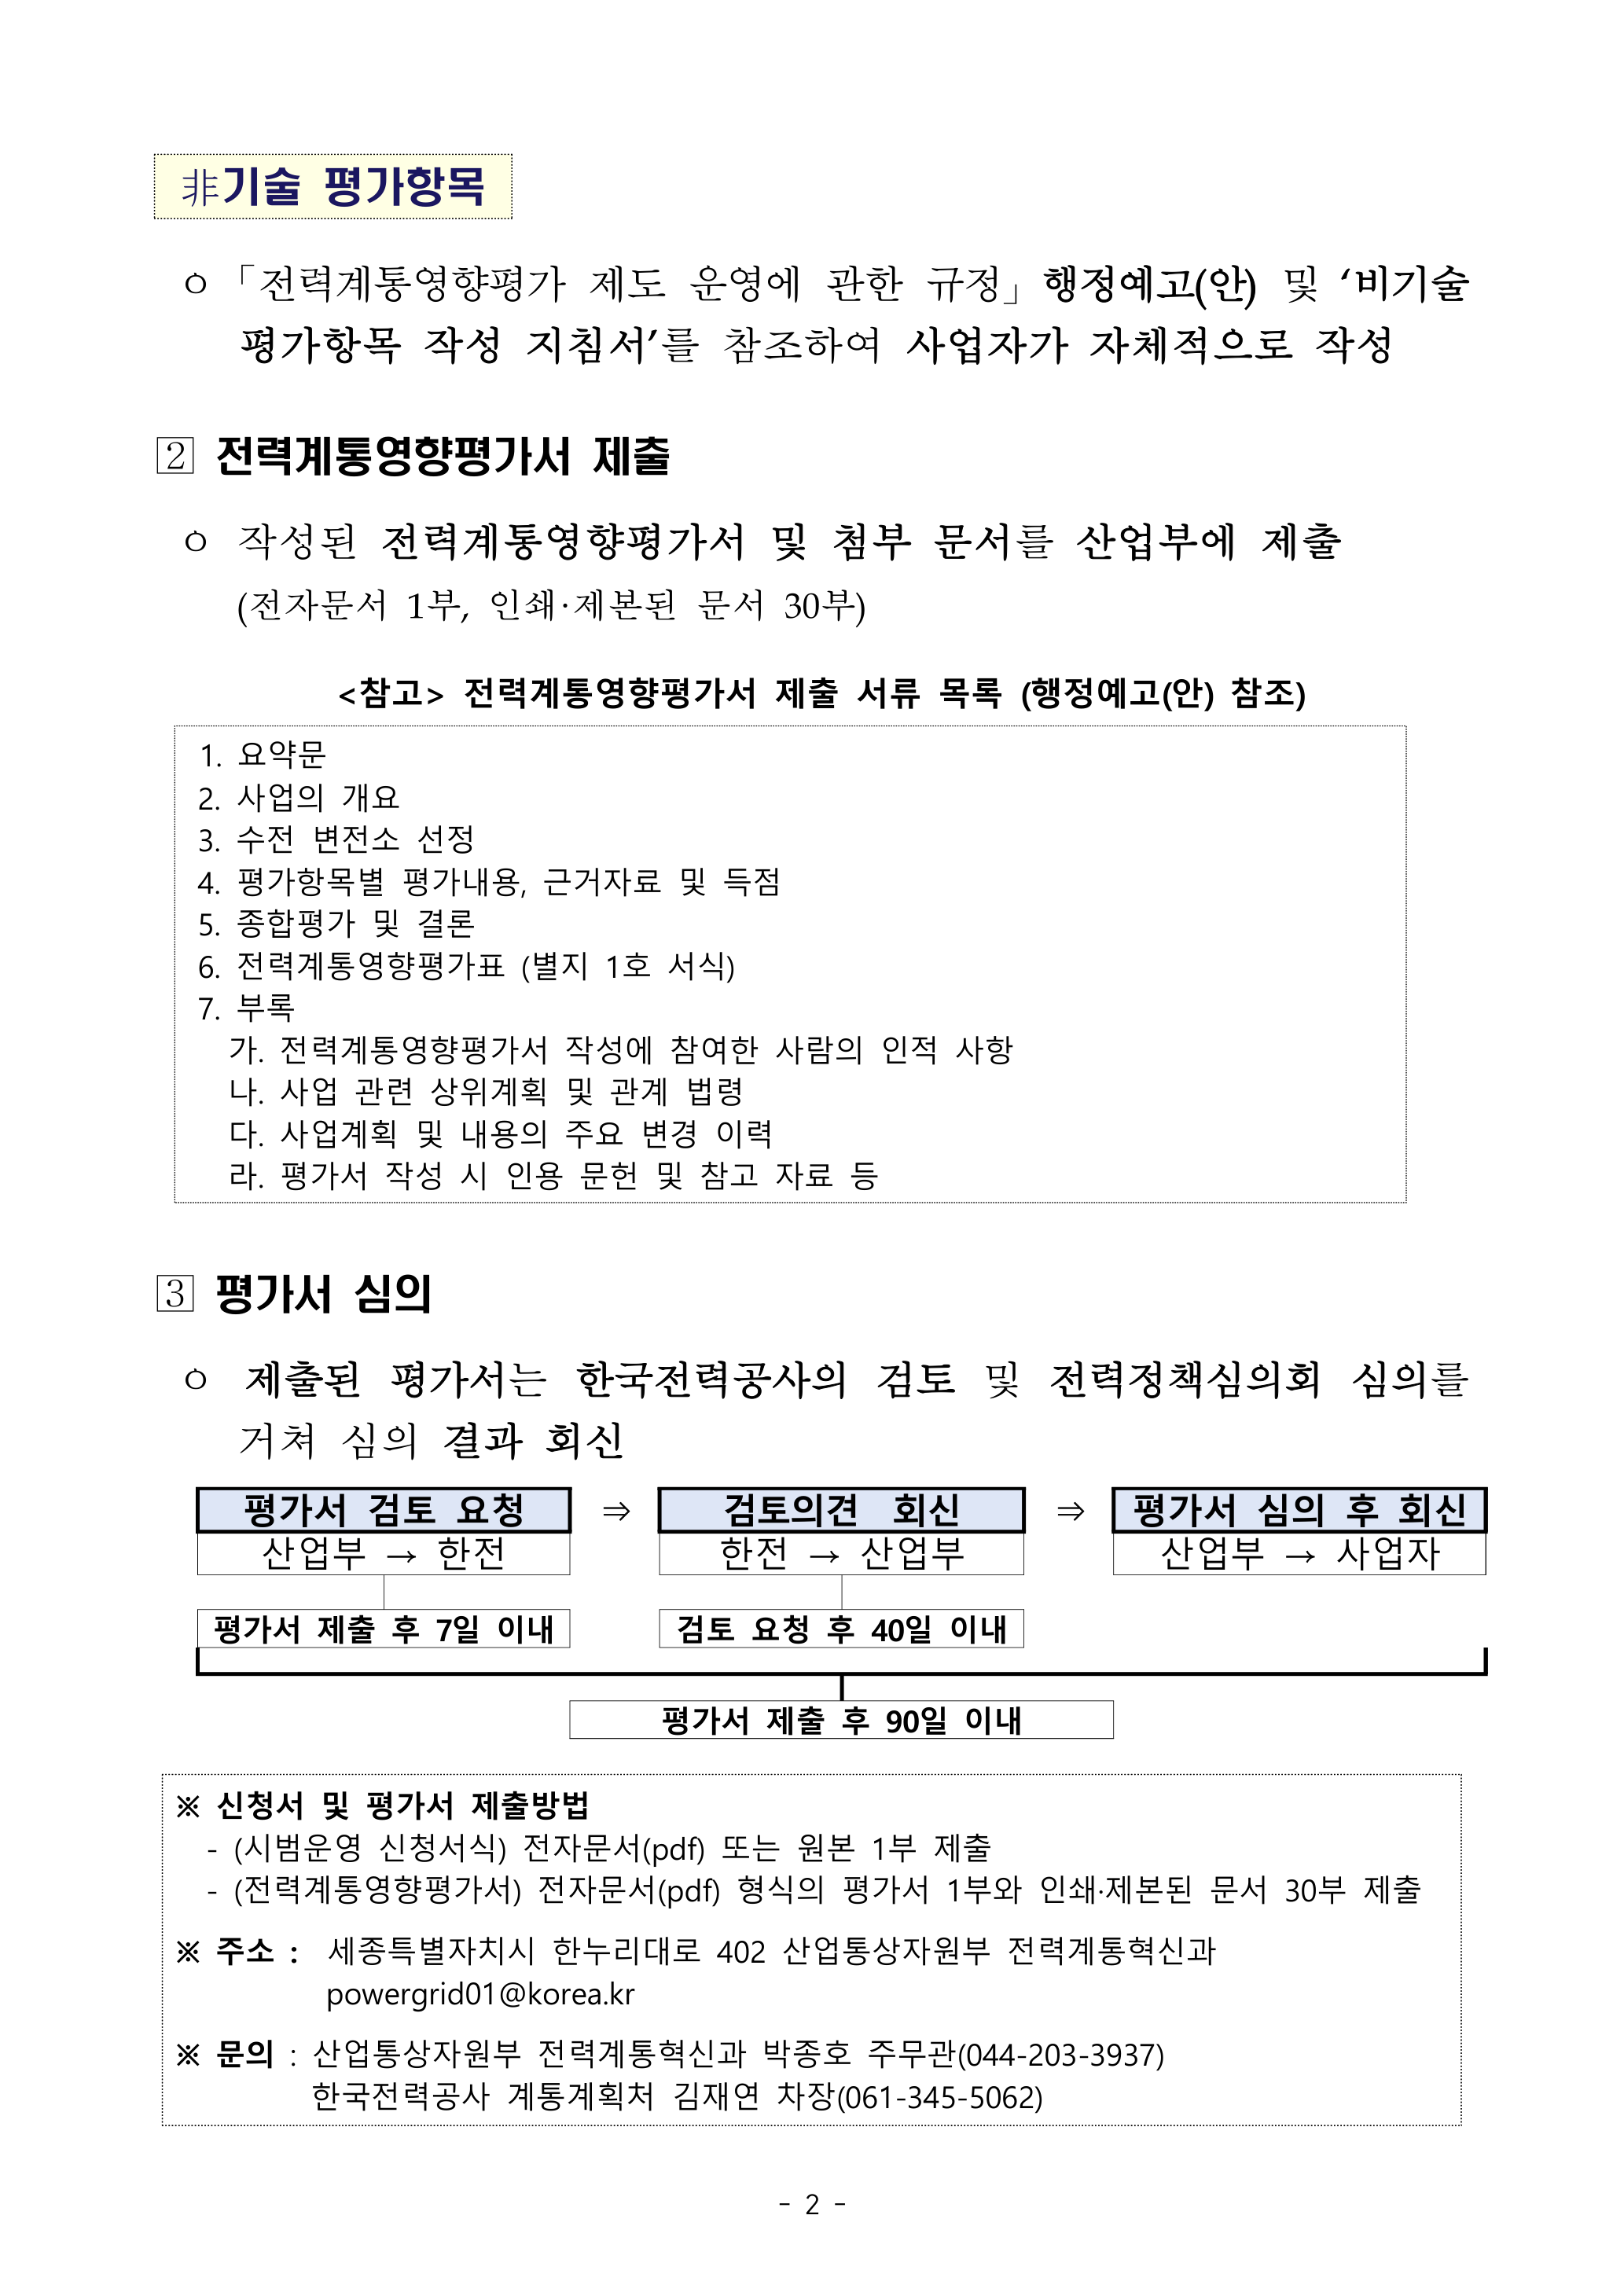 非기술 평가항목
ㅇ 「전력계통영향평가 제도 운영에 관한 규정」 행정예고(안) 및 ‘비기술
평가항목 작성 지침서’를 참조하여 사업자가 자체적으로 작성
2 전력계통영향평가서 제출
ㅇ 작성된 전력계통영향평가서 및 첨부 문서를 산업부에 제출
(전자문서 1부, 인쇄·제본된 문서 30부)
<참고> 전력계통영향평가서 제출 서류 목록 (행정예고(안) 참조)
1. 요약문
2. 사업의 개요
3. 수전 변전소 선정
4. 평가항목별 평가내용, 근거자료 및 득점
5. 종합평가 및 결론
6. 전력계통영향평가표 (별지 1호 서식)
7. 부록
가. 전력계통영향평가서 작성에 참여한 사람의 인적 사항
나. 사업 관련 상위계획 및 관계 법령
다. 사업계획 및 내용의 주요 변경 이력
라. 평가서 작성 시 인용 문헌 및 참고 자료 등
3 평가서 심의
ㅇ 제출된 평가서는 한국전력공사의 검토 및 전력정책심의회 심의를
거쳐 심의 결과 회신
평가서 검토 요청 ⇒ 검토의견 회신 ⇒ 평가서 심의 후 회신
산업부 → 한전 한전 → 산업부 산업부 → 사업자
평가서 제출 후 7일 이내 검토 요청 후 40일 이내
평가서 제출 후 90일 이내
※ 신청서 및 평가서 제출방법
- (시범운영 신청서식) 전자문서(pdf) 또는 원본 1부 제출
- (전력계통영향평가서) 전자문서(pdf) 형식의 평가서 1부와 인쇄·제본된 문서 30부 제출
※ 주소 : 세종특별자치시 한누리대로 402 산업통상자원부 전력계통혁신과
powergrid01@korea.kr
※ 문의 : 산업통상자원부 전력계통혁신과 박종호 주무관(044-203-3937)
한국전력공사 계통계획처 김재연 차장(061-345-5062)
- 2 -